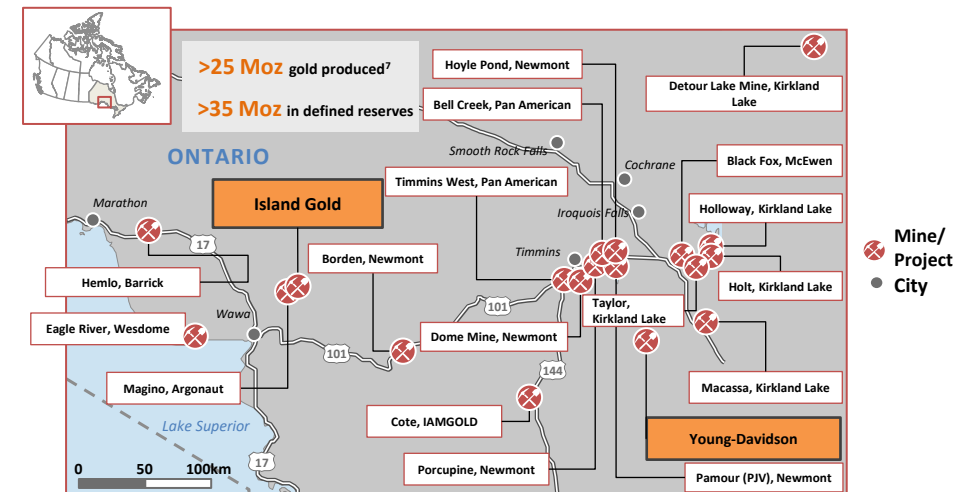 >25 Moz gold produced7
>35 Moz in defined reserves
ONTARIO
Hoyle Pond, Newmont
Bell Creek, Pan American
Detour Lake Mine, Kirkland
Lake
Smooth Rock Falls
Cochrane
Black Fox, McEwen
Timmins West, Pan American
Marathon
Island Gold
Iroquois Falls
Holloway, Kirkland Lake
17
Borden, Newmont
Timmins
Mine/
Project
City
Hemlo, Barrick
Holt, Kirkland Lake
Taylor,
Kirkland Lake
101
Wawa
Eagle River, Wesdome
Dome Mine, Newmont
101
144
Magino, Argonaut
Macassa, Kirkland Lake
Cote, IAMGOLD
Lake Superior
Young-Davidson
17
0 50 100km
Porcupine, Newmont
Pamour (PJV), Newmont